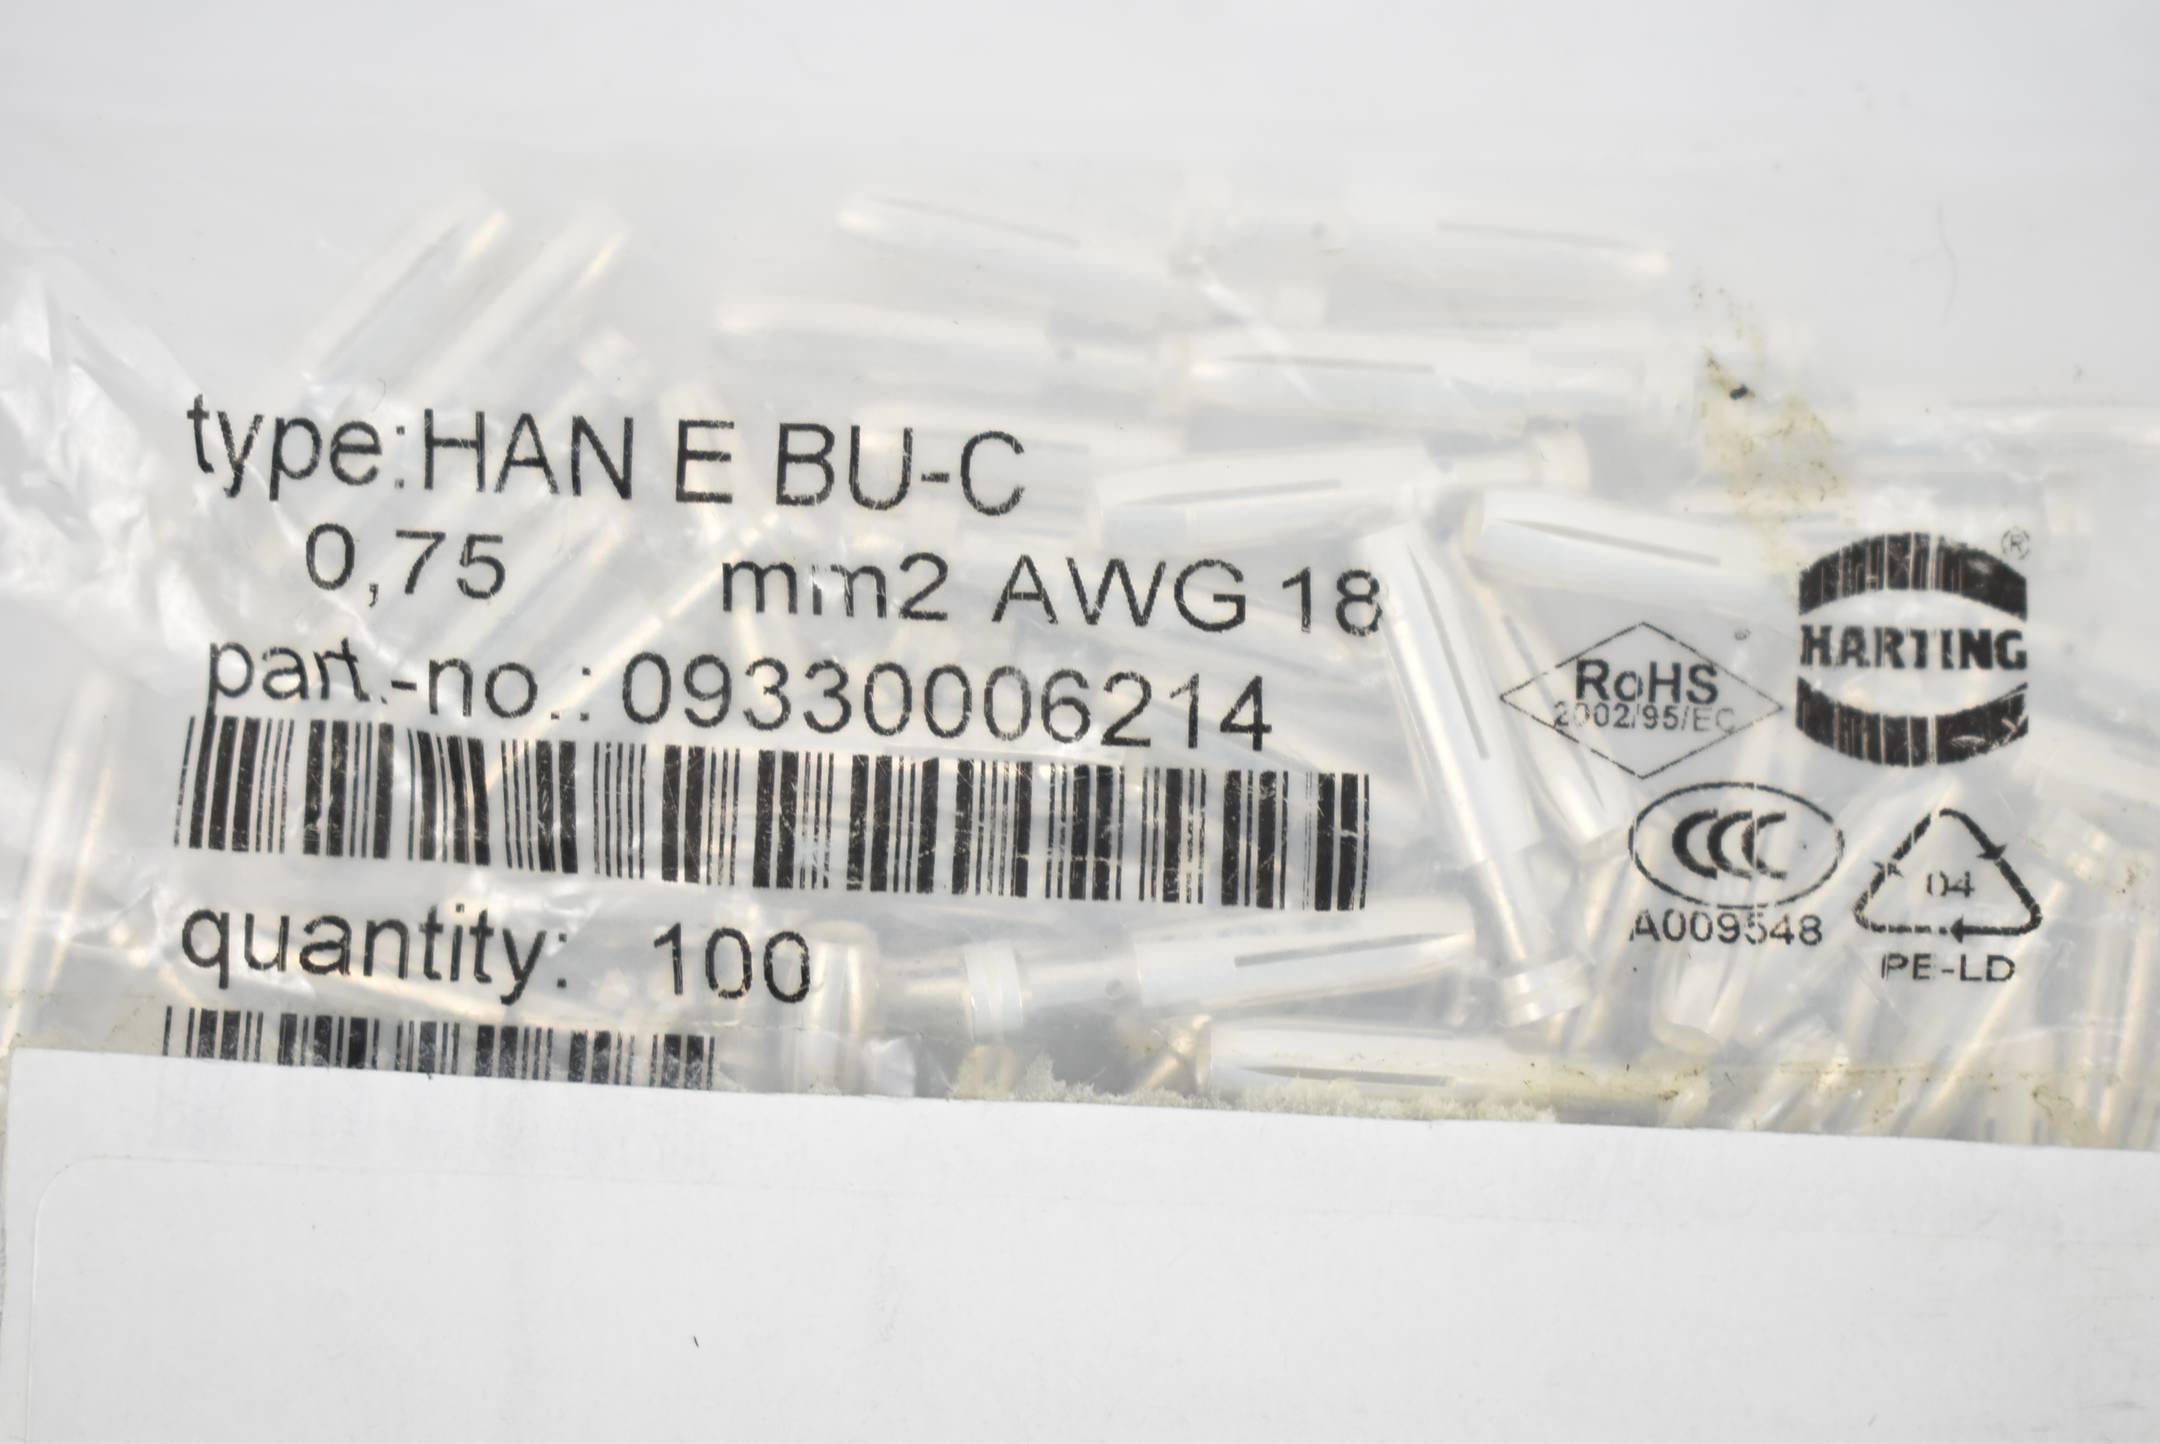 type:HAN E BU-C
0,75 mm2 AWG 18
part.-no.: 09330006214
quantity: 100
®
HARTING
RoHS
2002/95/EC
CCC
A009548
04
PE-LD